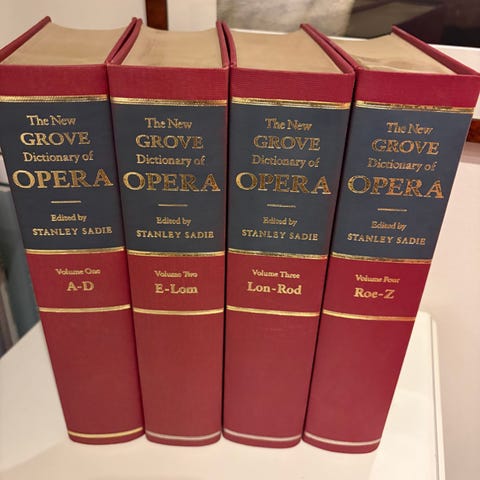 The New
GROVE
Dictionary of
OPERA
Edited by
STANLEY SADIE
Volume One
A-D
The New
GROVE
Dictionary of
OPERA
Edited by
STANLEY SADIE
Volume Two
E-Lom
The New
GROVE
Dictionary of
OPERA
Edited by
STANLEY SADIE
Volume Three
Lon-Rod
The New
GROVE
Dictionary of
OPERA
Edited by
STANLEY SADIE
Volume Four
Roe-Z